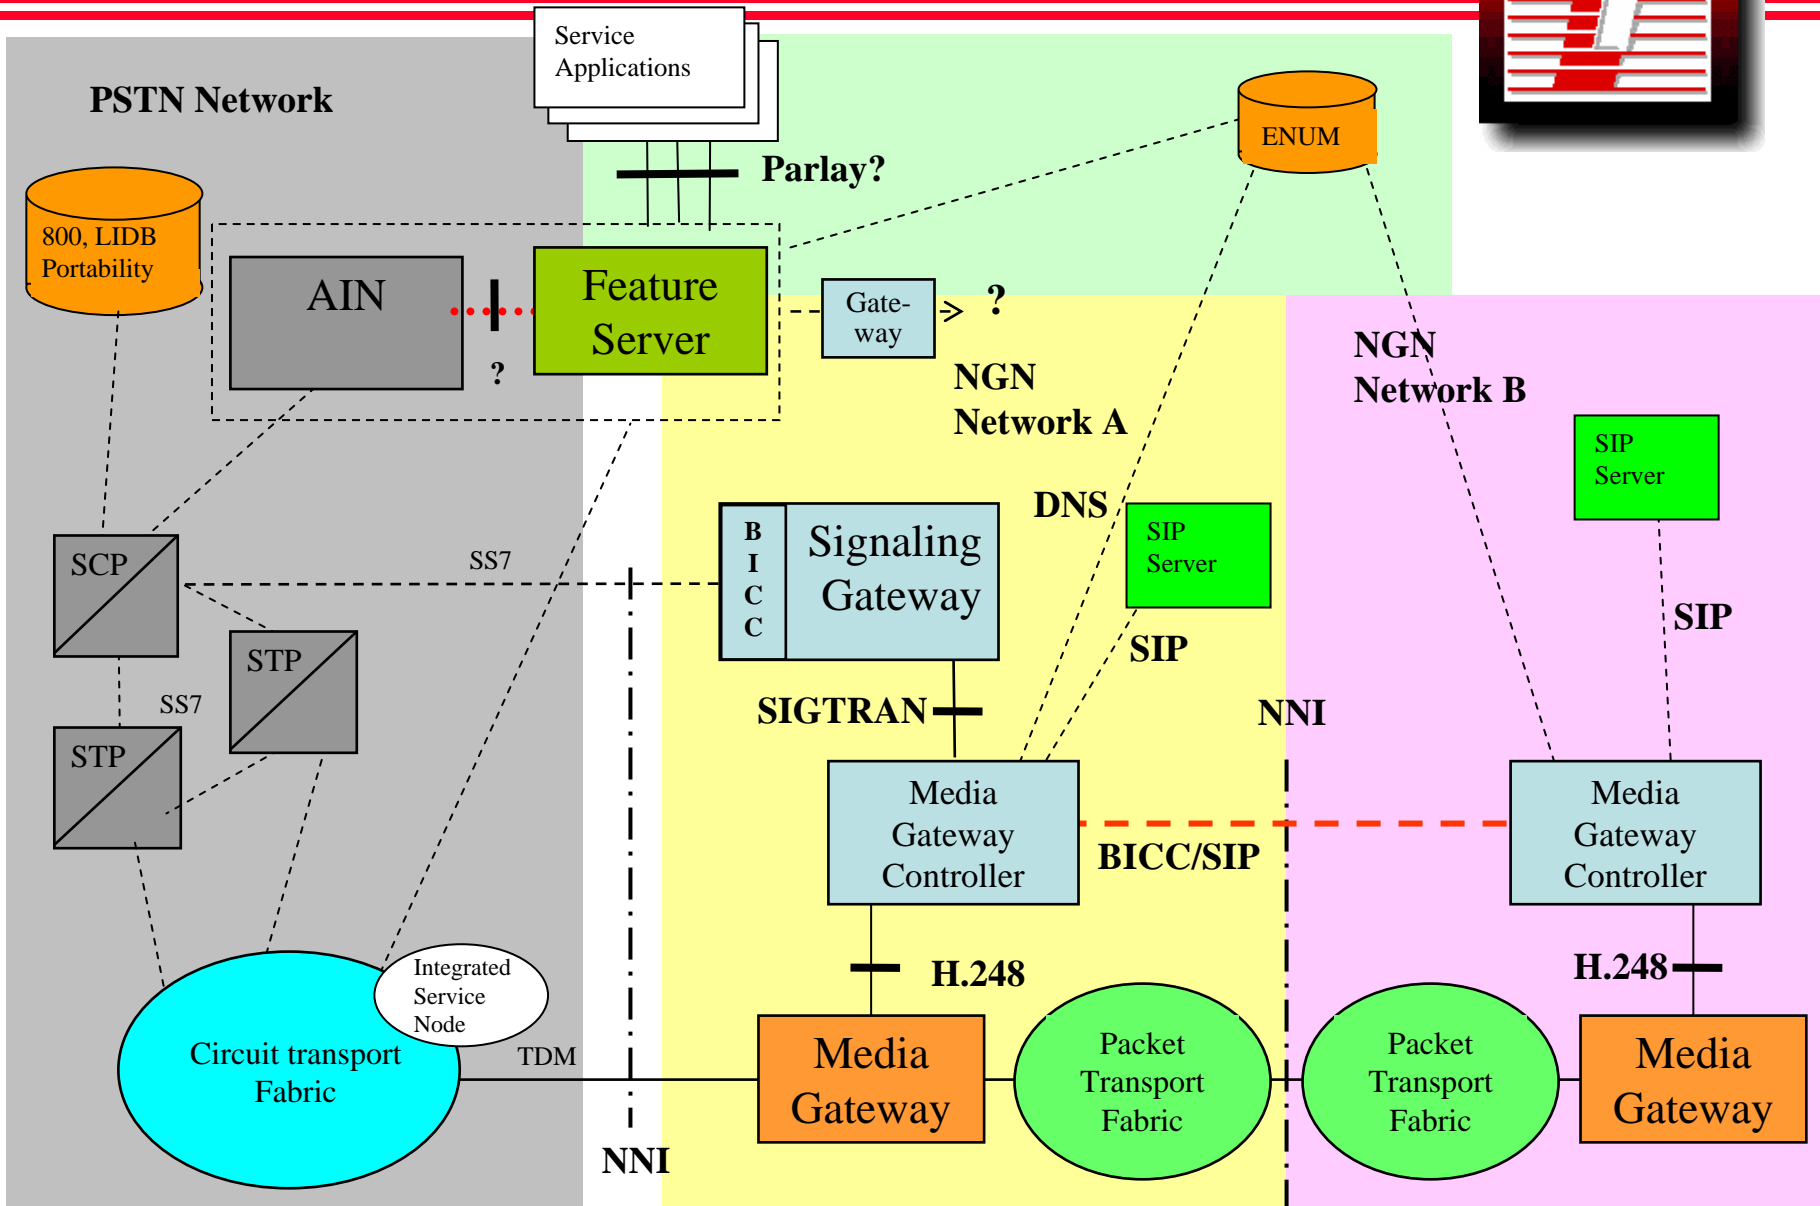 Service
Applications
PSTN Network
ENUM
Parlay?
800, LIDB
Portability
AIN
?
Feature
Server
Gate-
way
?
NGN
Network A
NGN
Network B
SIP
Server
DNS
B
I
C
C
Signaling
Gateway
SIP
Server
SCP
SS7
SIP
SIP
STP
SS7
SIGTRAN
NNI
STP
Media
Gateway
Controller
BICC/SIP
Media
Gateway
Controller
Integrated
Service
Node
H.248
H.248
Circuit transport
Fabric
TDM
Media
Gateway
Packet
Transport
Fabric
Packet
Transport
Fabric
Media
Gateway
NNI